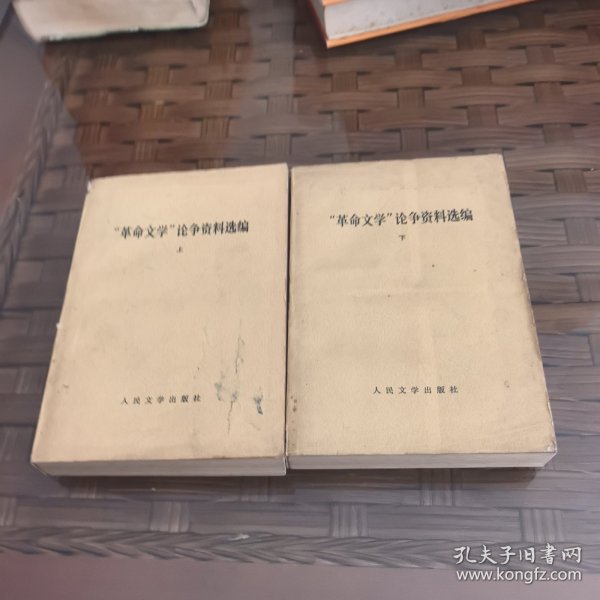 “革命文学”论争资料选编
上
人民文学出版社
“革命文学”论争资料选编
下
人民文学出版社
孔夫子旧书网
www.kongfz.com